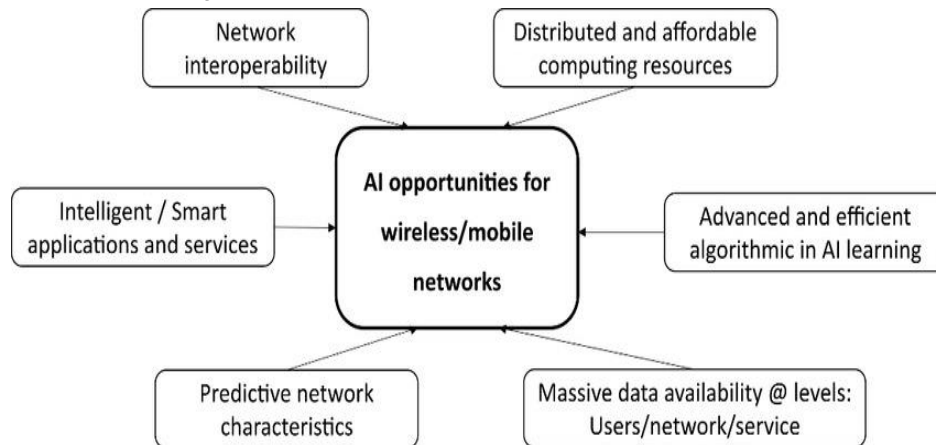 Network
interoperability
Distributed and affordable
computing resources
AI opportunities for
wireless/mobile
networks
Intelligent / Smart
applications and services
Advanced and efficient
algorithmic in AI learning
Predictive network
characteristics
Massive data availability @ levels:
Users/network/service